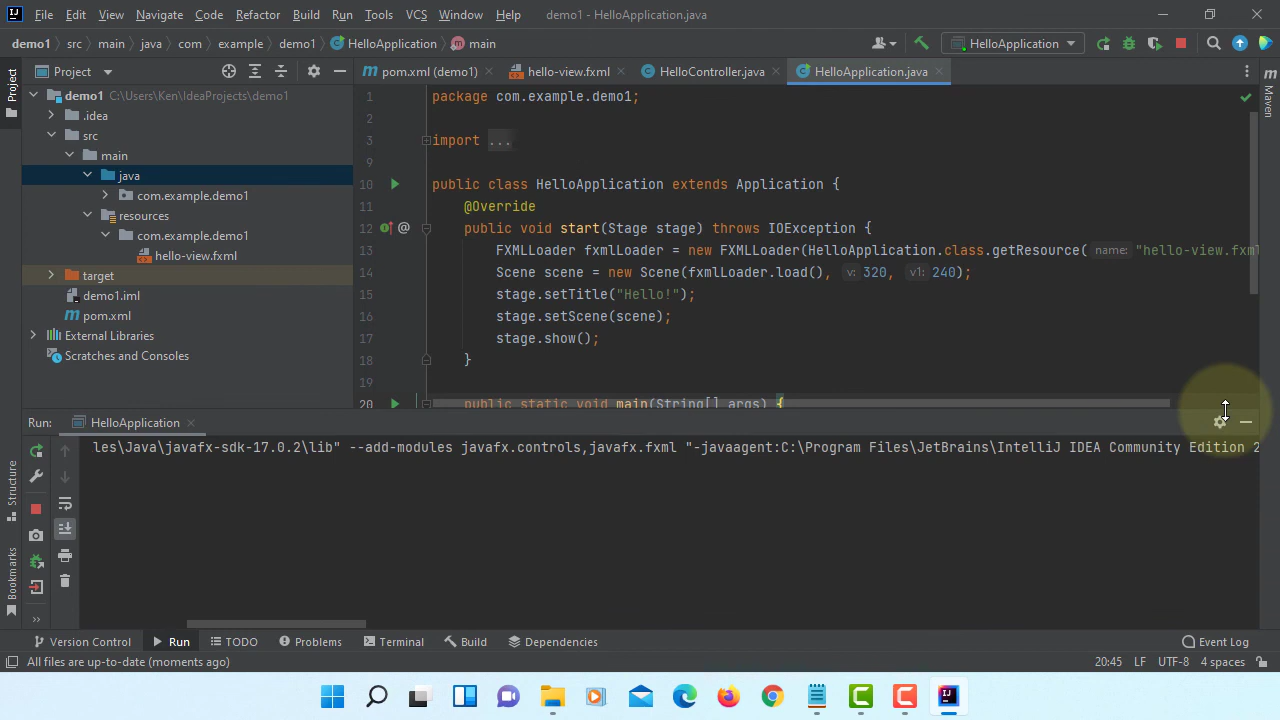 File Edit View Navigate Code Refactor Build Run Tools VCS Window Help demo1 - HelloApplication.java
demo1 src main java com example demo1 HelloApplication main HelloApplication
Project
Project
pom.xml (demo1) hello-view.fxml HelloController.java HelloApplication.java
Maven
demo1 C:\Users\Ken\IdeaProjects\demo1
.idea
src
main
java
com.example.demo1
resources
com.example.demo1
hello-view.fxml
target
demo1.iml
pom.xml
External Libraries
Scratches and Consoles
1 package com.example.demo1;
2
3 import ...
9
10 public class HelloApplication extends Application {
11 @Override
12 @ public void start(Stage stage) throws IOException {
13 FXMLLoader fxmlLoader = new FXMLLoader(HelloApplication.class.getResource( name: "hello-view.fxml
14 Scene scene = new Scene(fxmlLoader.load(), v: 320, v1: 240);
15 stage.setTitle("Hello!");
16 stage.setScene(scene);
17 stage.show();
18 }
19
20 public static void main(String[] args) {
Run: HelloApplication
les\Java\javafx-sdk-17.0.2\lib" --add-modules javafx.controls,javafx.fxml "-javaagent:C:\Program Files\JetBrains\IntelliJ IDEA Community Edition 2
Structure
Bookmarks
Version Control Run TODO Problems Terminal Build Dependencies Event Log
All files are up-to-date (moments ago) 20:45 LF UTF-8 4 spaces